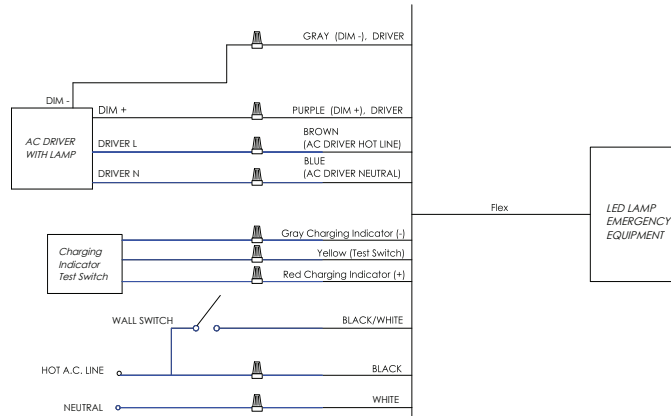 GRAY (DIM -), DRIVER
DIM -
DIM +
PURPLE (DIM +), DRIVER
AC DRIVER
WITH LAMP
DRIVER L
BROWN
(AC DRIVER HOT LINE)
DRIVER N
BLUE
(AC DRIVER NEUTRAL)
Flex
LED LAMP
EMERGENCY
EQUIPMENT
Charging
Indicator
Test Switch
Gray Charging Indicator (-)
Yellow (Test Switch)
Red Charging Indicator (+)
WALL SWITCH
BLACK/WHITE
HOT A.C. LINE
BLACK
NEUTRAL
WHITE